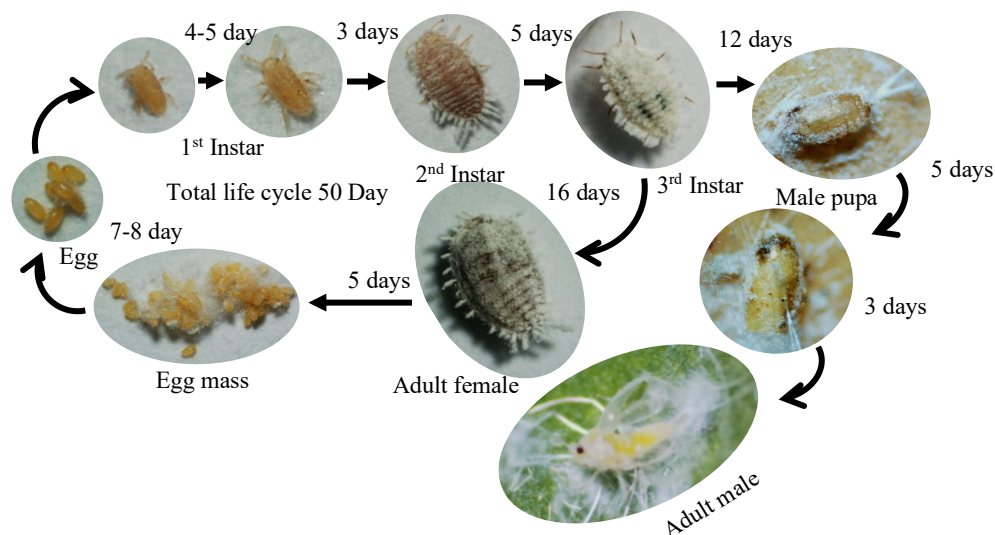 4-5 day
3 days
5 days
12 days
1st Instar
2nd Instar
3rd Instar
Male pupa
5 days
Total life cycle 50 Day
16 days
Egg
7-8 day
5 days
3 days
Egg mass
Adult female
Adult male